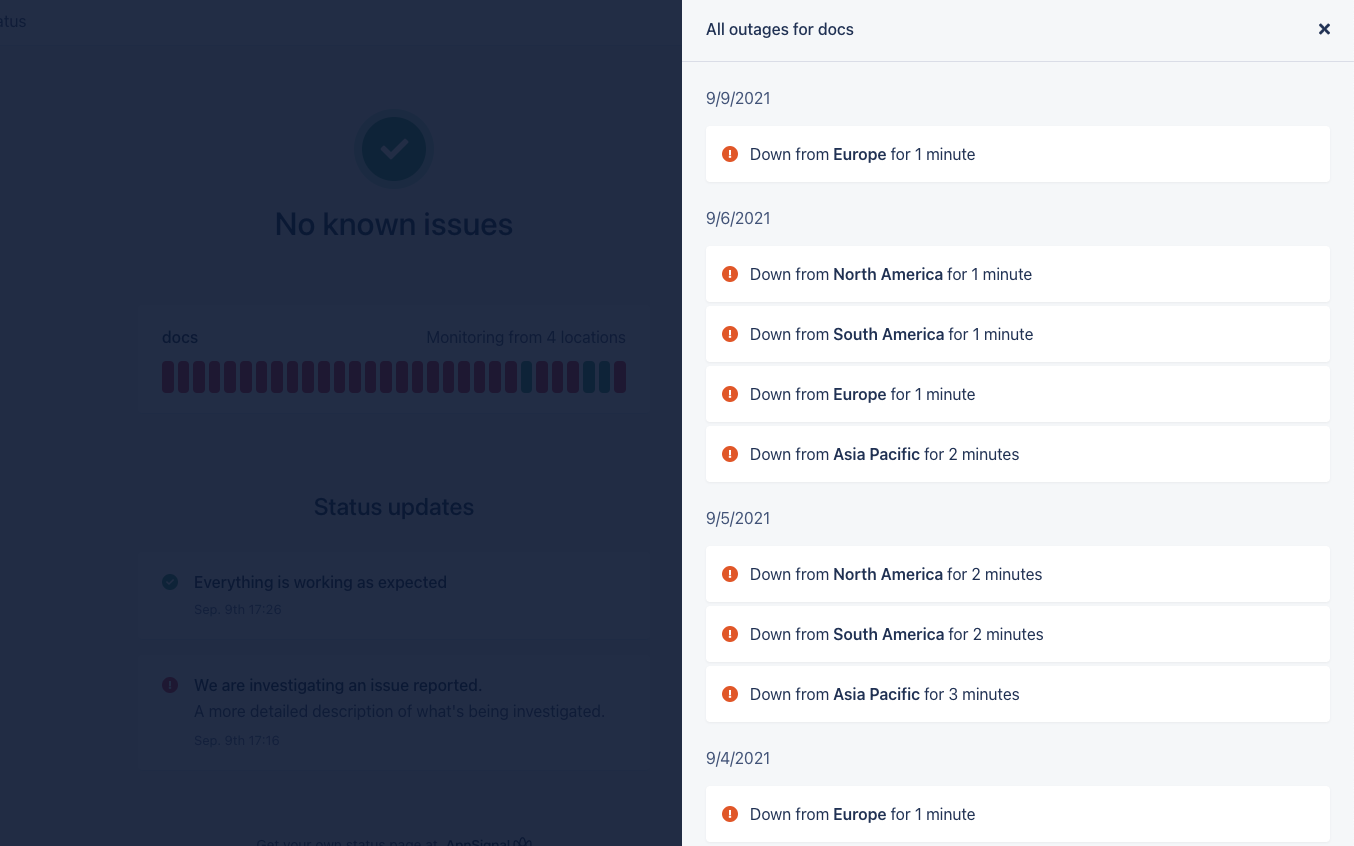 atus
No known issues
docs
Monitoring from 4 locations
Status updates
Everything is working as expected
Sep. 9th 17:26
We are investigating an issue reported.
A more detailed description of what's being investigated.
Sep. 9th 17:16
Get your own status page at AppSignal
All outages for docs
9/9/2021
Down from Europe for 1 minute
9/6/2021
Down from North America for 1 minute
Down from South America for 1 minute
Down from Europe for 1 minute
Down from Asia Pacific for 2 minutes
9/5/2021
Down from North America for 2 minutes
Down from South America for 2 minutes
Down from Asia Pacific for 3 minutes
9/4/2021
Down from Europe for 1 minute